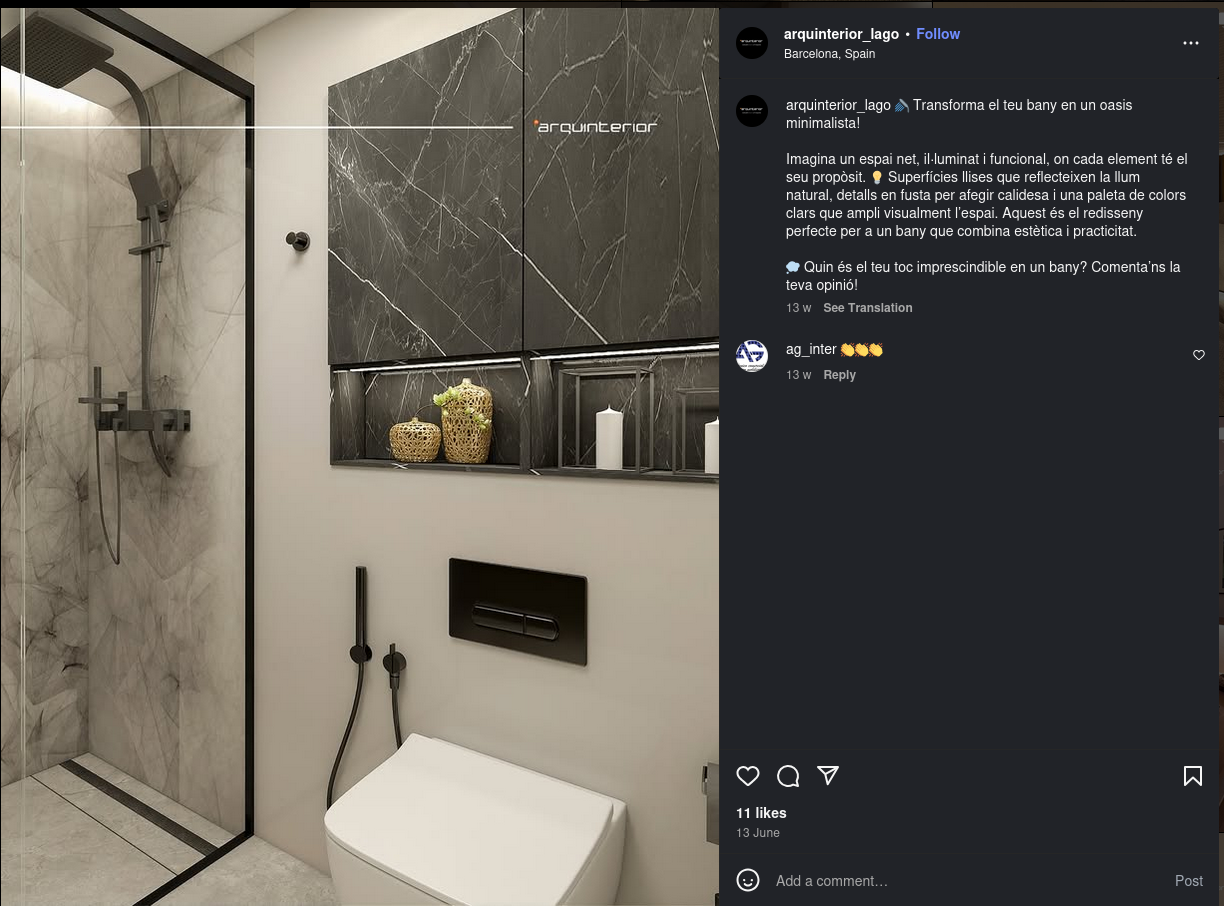 arquinterior
arquinterior_lago • Follow
Barcelona, Spain
arquinterior_lago Transforma el teu bany en un oasis
minimalista!
Imagina un espai net, il·luminat i funcional, on cada element té el
seu propòsit. 💡 Superfícies llises que reflecteixen la llum
natural, detalls en fusta per afegir calidesa i una paleta de colors
clars que ampli visualment l’espai. Aquest és el redisseny
perfecte per a un bany que combina estètica i practicitat.
💭 Quin és el teu toc imprescindible en un bany? Comenta’ns la
teva opinió!
13 w See Translation
ag_inter 👏👏👏
13 w Reply
11 likes
13 June
Add a comment…
Post